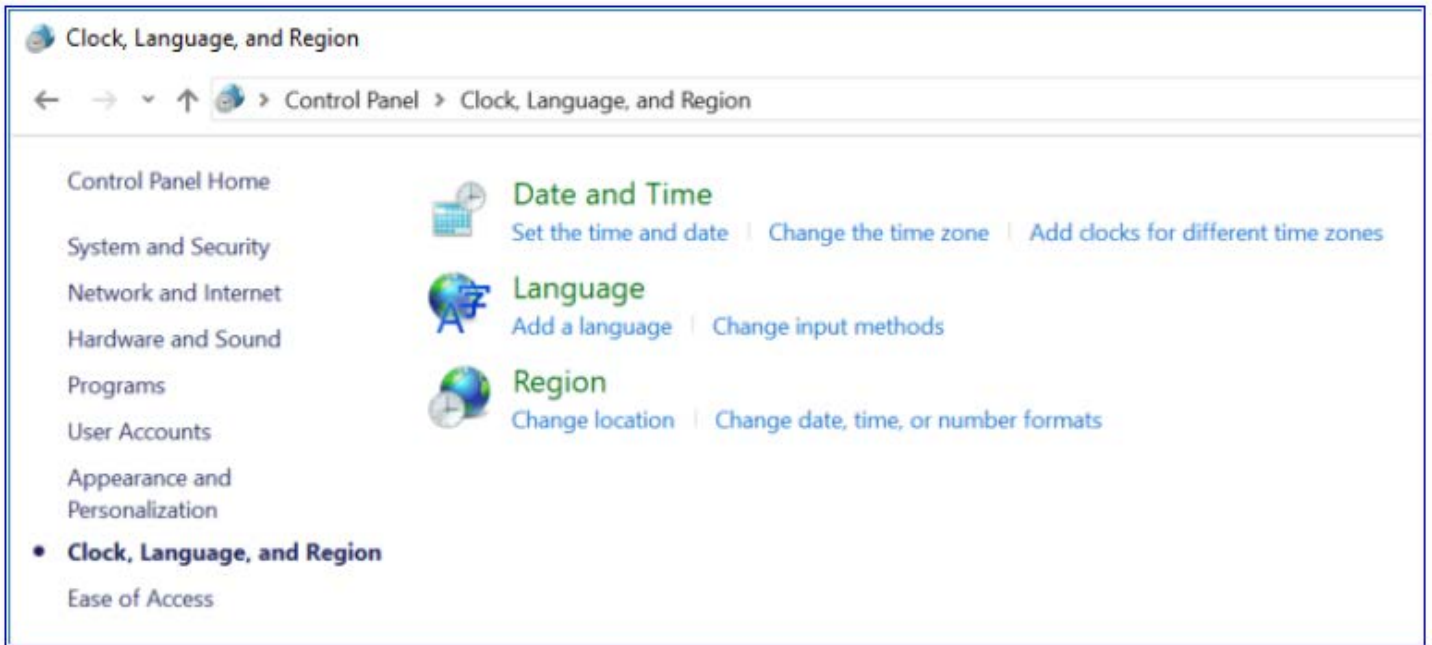 Clock, Language, and Region
Control Panel > Clock, Language, and Region
Control Panel Home
System and Security
Network and Internet
Hardware and Sound
Programs
User Accounts
Appearance and
Personalization
Clock, Language, and Region
Ease of Access
Date and Time
Set the time and date | Change the time zone | Add clocks for different time zones
Language
Add a language | Change input methods
Region
Change location | Change date, time, or number formats